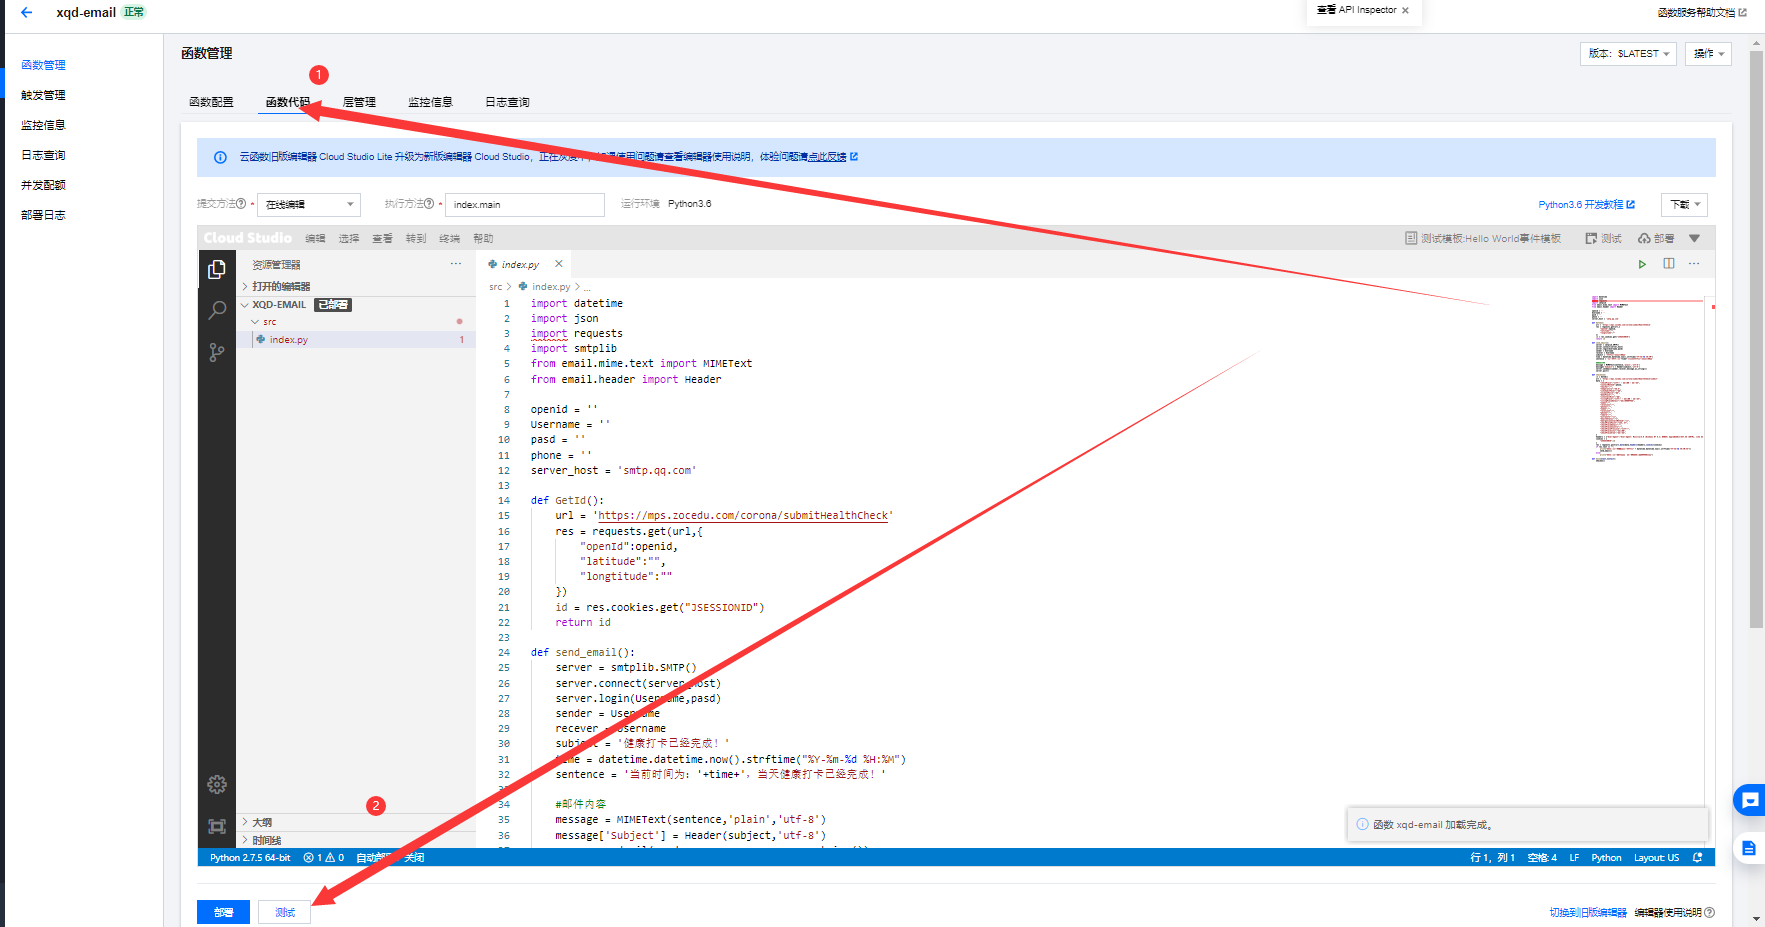 xqd-email 正常
查看 API Inspector ×
函数服务帮助文档
函数管理
触发管理
监控信息
日志查询
并发配额
部署日志
函数管理
版本：$LATEST
操作
1
函数配置 函数代码 层管理 监控信息 日志查询
云函数旧版编辑器 Cloud Studio Lite 升级为新版编辑器 Cloud Studio，正在灰度中，如遇使用问题请查看编辑器使用说明，体验问题请点此反馈
提交方法 * 在线编辑 执行方法 * index.main 运行环境 Python3.6
Python3.6 开发教程 下载
Cloud Studio 编辑 选择 查看 转到 终端 帮助
测试模板:Hello World事件模板 测试 部署
资源管理器 ···
打开的编辑器
XQD-EMAIL 已部署
src
index.py 1
index.py ×
src > index.py > ...
1 import datetime
2 import json
3 import requests
4 import smtplib
5 from email.mime.text import MIMEText
6 from email.header import Header
7
8 openid = ''
9 Username = ''
10 pasd = ''
11 phone = ''
12 server_host = 'smtp.qq.com'
13
14 def GetId():
15 url = 'https://mps.zocedu.com/corona/submitHealthCheck'
16 res = requests.get(url,{
17 "openId":openid,
18 "latitude":"",
19 "longtitude":""
20 })
21 id = res.cookies.get("JSESSIONID")
22 return id
23
24 def send_email():
25 server = smtplib.SMTP()
26 server.connect(server_host)
27 server.login(Username,pasd)
28 sender = Username
29 recever = Username
30 subject = '健康打卡已经完成！'
31 time = datetime.datetime.now().strftime("%Y-%m-%d %H:%M")
32 sentence = '当前时间为：'+time+'，当天健康打卡已经完成！'
34 #邮件内容
35 message = MIMEText(sentence,'plain','utf-8')
36 message['Subject'] = Header(subject,'utf-8')
2
大纲
时间线
函数 xqd-email 加载完成。
Python 2.7.5 64-bit 1 0 自动部署: 关闭
行 1，列 1 空格: 4 LF Python Layout: US
部署 测试
切换到旧版编辑器 编辑器使用说明